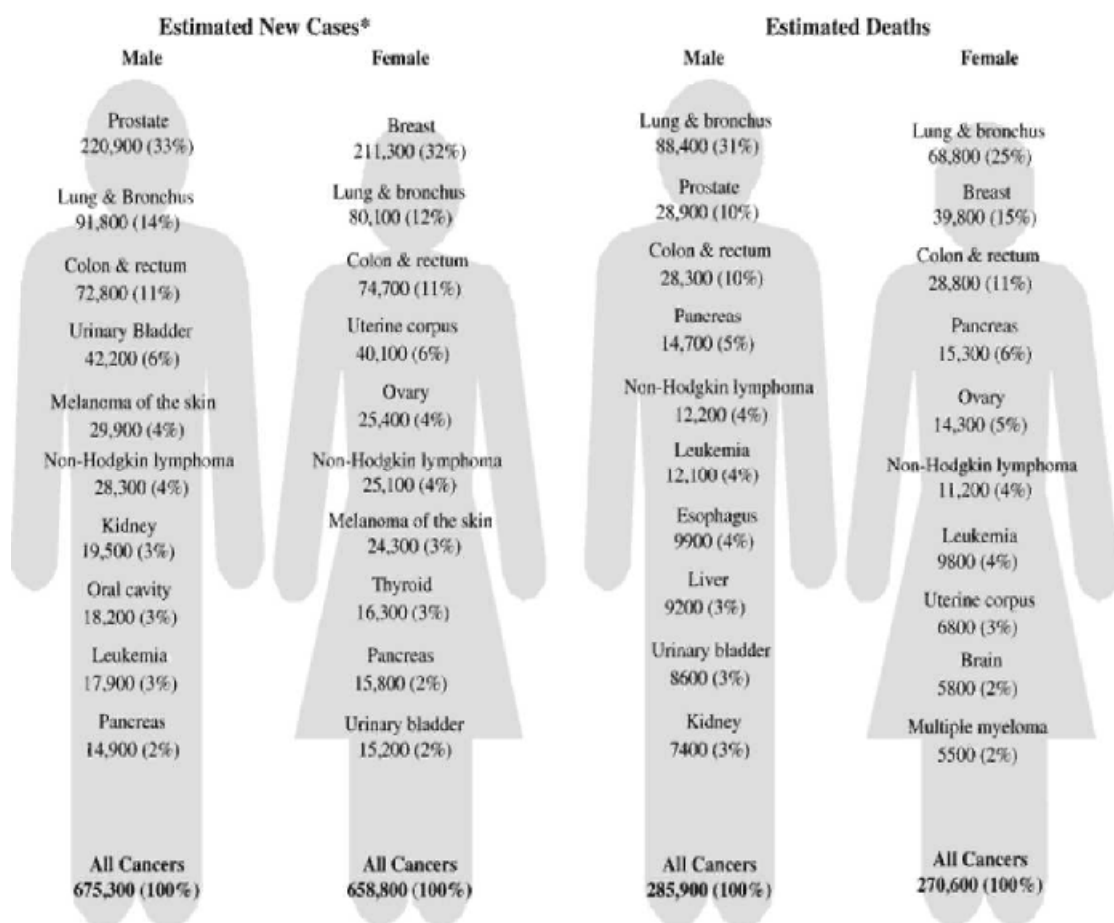 Estimated New Cases*
Male
Prostate
220,900 (33%)
Lung & Bronchus
91,800 (14%)
Colon & rectum
72,800 (11%)
Urinary Bladder
42,200 (6%)
Melanoma of the skin
29,900 (4%)
Non-Hodgkin lymphoma
28,300 (4%)
Kidney
19,500 (3%)
Oral cavity
18,200 (3%)
Leukemia
17,900 (3%)
Pancreas
14,900 (2%)
All Cancers
675,300 (100%)
Female
Breast
211,300 (32%)
Lung & bronchus
80,100 (12%)
Colon & rectum
74,700 (11%)
Uterine corpus
40,100 (6%)
Ovary
25,400 (4%)
Non-Hodgkin lymphoma
25,100 (4%)
Melanoma of the skin
24,300 (3%)
Thyroid
16,300 (3%)
Pancreas
15,800 (2%)
Urinary bladder
15,200 (2%)
All Cancers
658,800 (100%)
Estimated Deaths
Male
Lung & bronchus
88,400 (31%)
Prostate
28,900 (10%)
Colon & rectum
28,300 (10%)
Pancreas
14,700 (5%)
Non-Hodgkin lymphoma
12,200 (4%)
Leukemia
12,100 (4%)
Esophagus
9900 (4%)
Liver
9200 (3%)
Urinary bladder
8600 (3%)
Kidney
7400 (3%)
All Cancers
285,900 (100%)
Female
Lung & bronchus
68,800 (25%)
Breast
39,800 (15%)
Colon & rectum
28,800 (11%)
Pancreas
15,300 (6%)
Ovary
14,300 (5%)
Non-Hodgkin lymphoma
11,200 (4%)
Leukemia
9800 (4%)
Uterine corpus
6800 (3%)
Brain
5800 (2%)
Multiple myeloma
5500 (2%)
All Cancers
270,600 (100%)